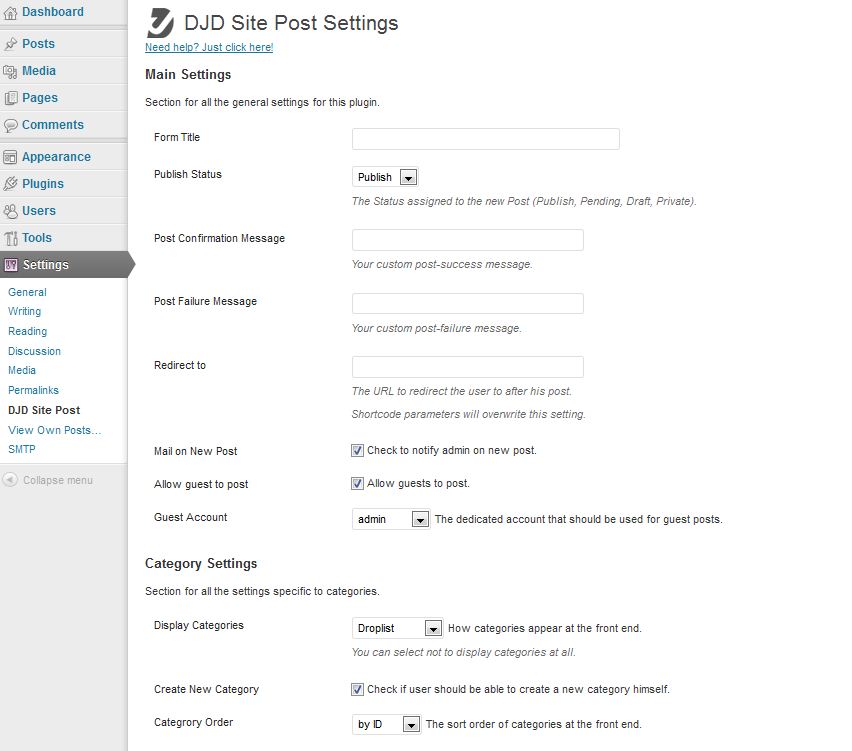 Dashboard
Posts
Media
Pages
Comments
Appearance
Plugins
Users
Tools
Settings
General
Writing
Reading
Discussion
Media
Permalinks
DJD Site Post
View Own Posts...
SMTP
Collapse menu
DJD Site Post Settings
Need help? Just click here!
Main Settings
Section for all the general settings for this plugin.
Form Title
Publish Status
Publish
The Status assigned to the new Post (Publish, Pending, Draft, Private).
Post Confirmation Message
Your custom post-success message.
Post Failure Message
Your custom post-failure message.
Redirect to
The URL to redirect the user to after his post.
Shortcode parameters will overwrite this setting.
Mail on New Post
Check to notify admin on new post.
Allow guest to post
Allow guests to post.
Guest Account
admin The dedicated account that should be used for guest posts.
Category Settings
Section for all the settings specific to categories.
Display Categories
Droplist How categories appear at the front end.
You can select not to display categories at all.
Create New Category
Check if user should be able to create a new category himself.
Categrory Order
by ID The sort order of categories at the front end.